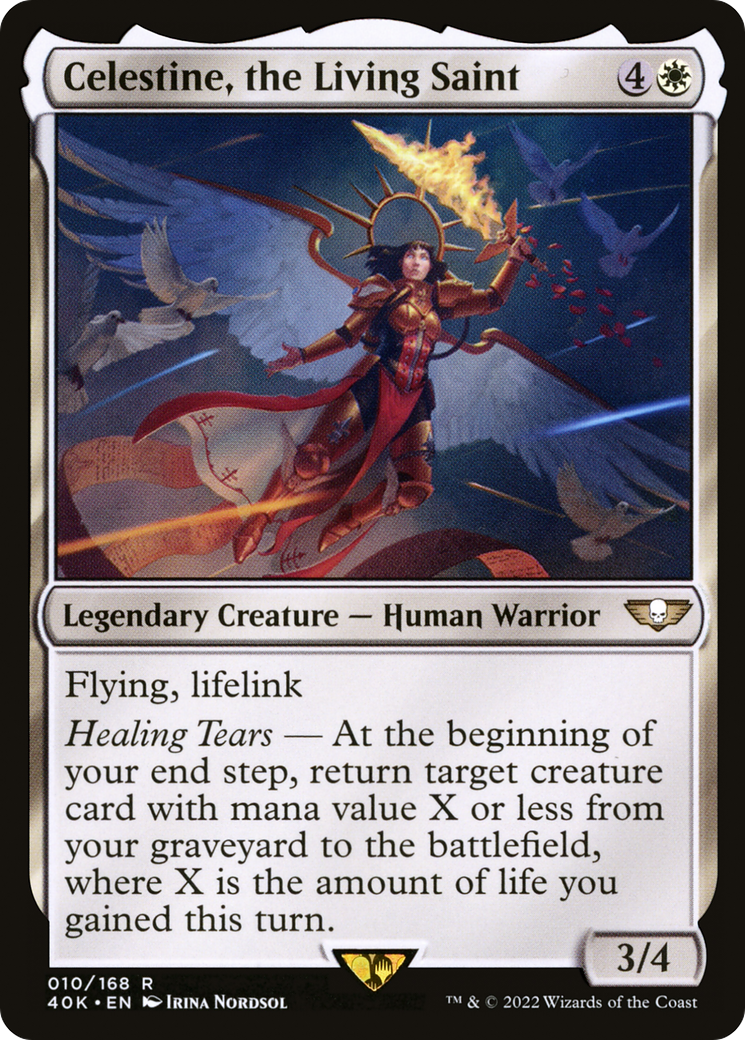 Celestine, the Living Saint 4
Legendary Creature — Human Warrior
Flying, lifelink
Healing Tears — At the beginning of
your end step, return target creature
card with mana value X or less from
your graveyard to the battlefield,
where X is the amount of life you
gained this turn.
3/4
010/168 R
40K • EN Irina Nordsol
™ & © 2022 Wizards of the Coast